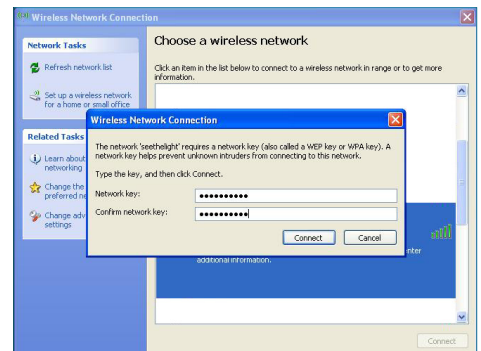 Wireless Network Connection
Network Tasks
Refresh network list
Set up a wireless network
for a home or small office
Related Tasks
Learn about
networking
Change the
preferred ne
Change adv
settings
Choose a wireless network
Click an item in the list below to connect to a wireless network in range or to get more
information.
Wireless Network Connection
The network 'seethelight' requires a network key (also called a WEP key or WPA key). A
network key helps prevent unknown intruders from connecting to this network.
Type the key, and then click Connect.
Network key: ••••••••••
Confirm network key: ••••••••••
Connect Cancel
nter
additional information.
Connect